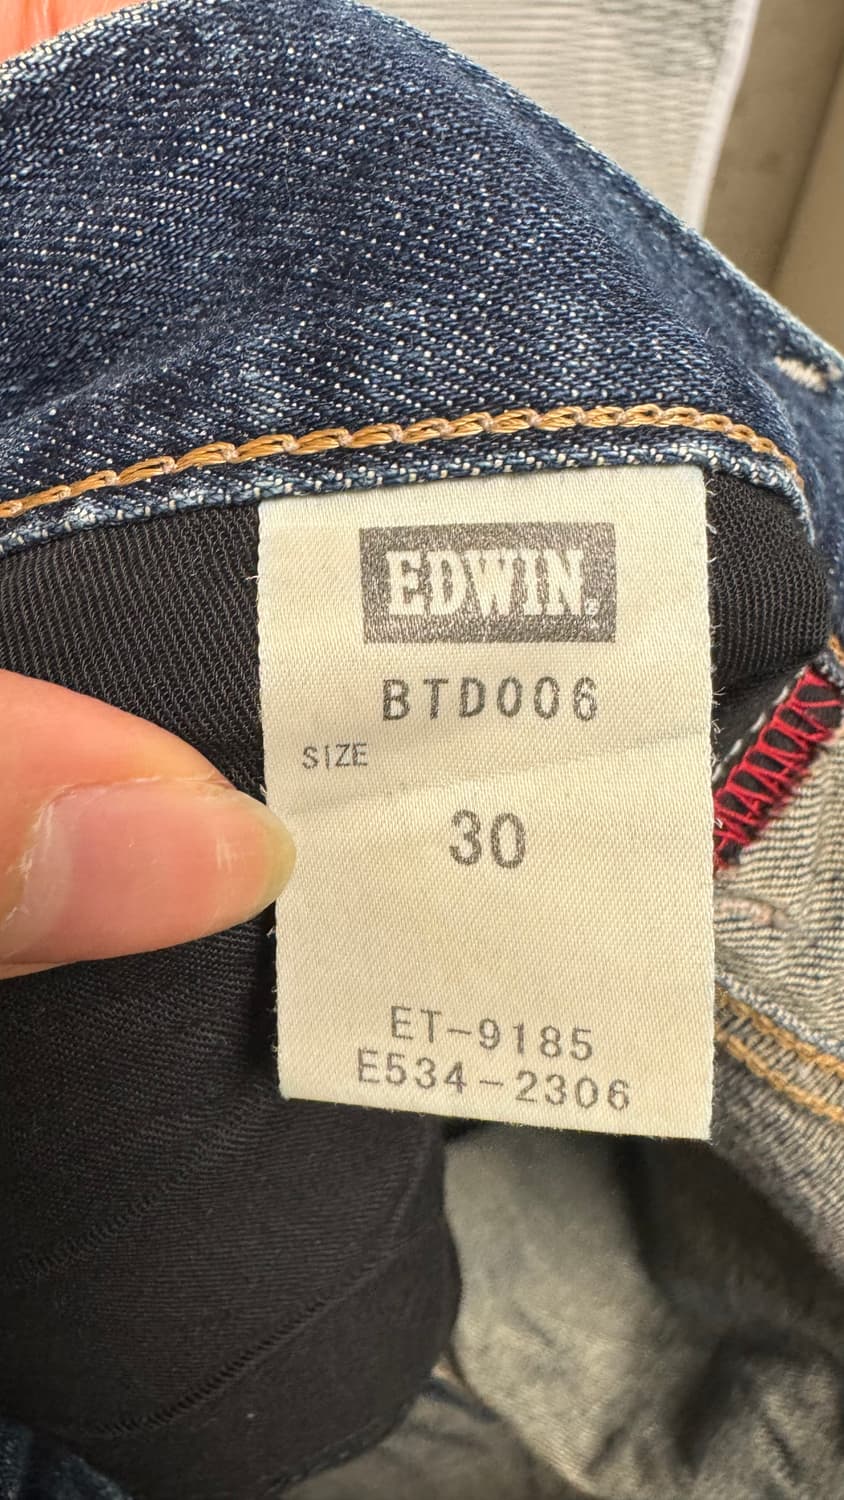 EDWIN
BTD006
SIZE
30
ET-9185
E534-2306